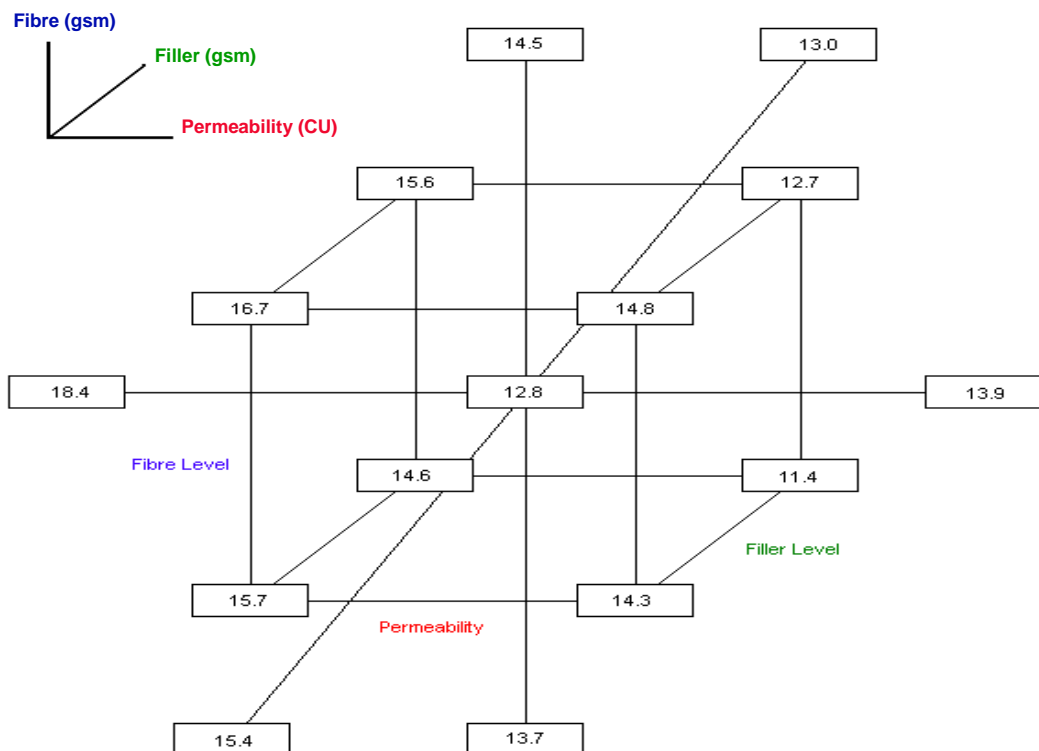 Fibre (gsm)
Filler (gsm)
Permeability (CU)
14.5
13.0
15.6
12.7
16.7
14.8
18.4
12.8
13.9
Fibre Level
14.6
11.4
Filler Level
15.7
14.3
Permeability
15.4
13.7